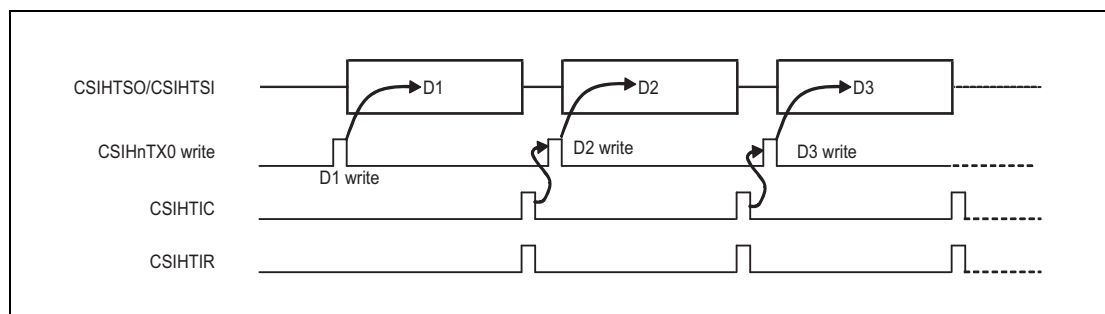 CSIHTSO/CSIHTSI
D1
D2
D3
CSIHnTX0 write
D1 write
D2 write
D3 write
CSIHTIC
CSIHTIR